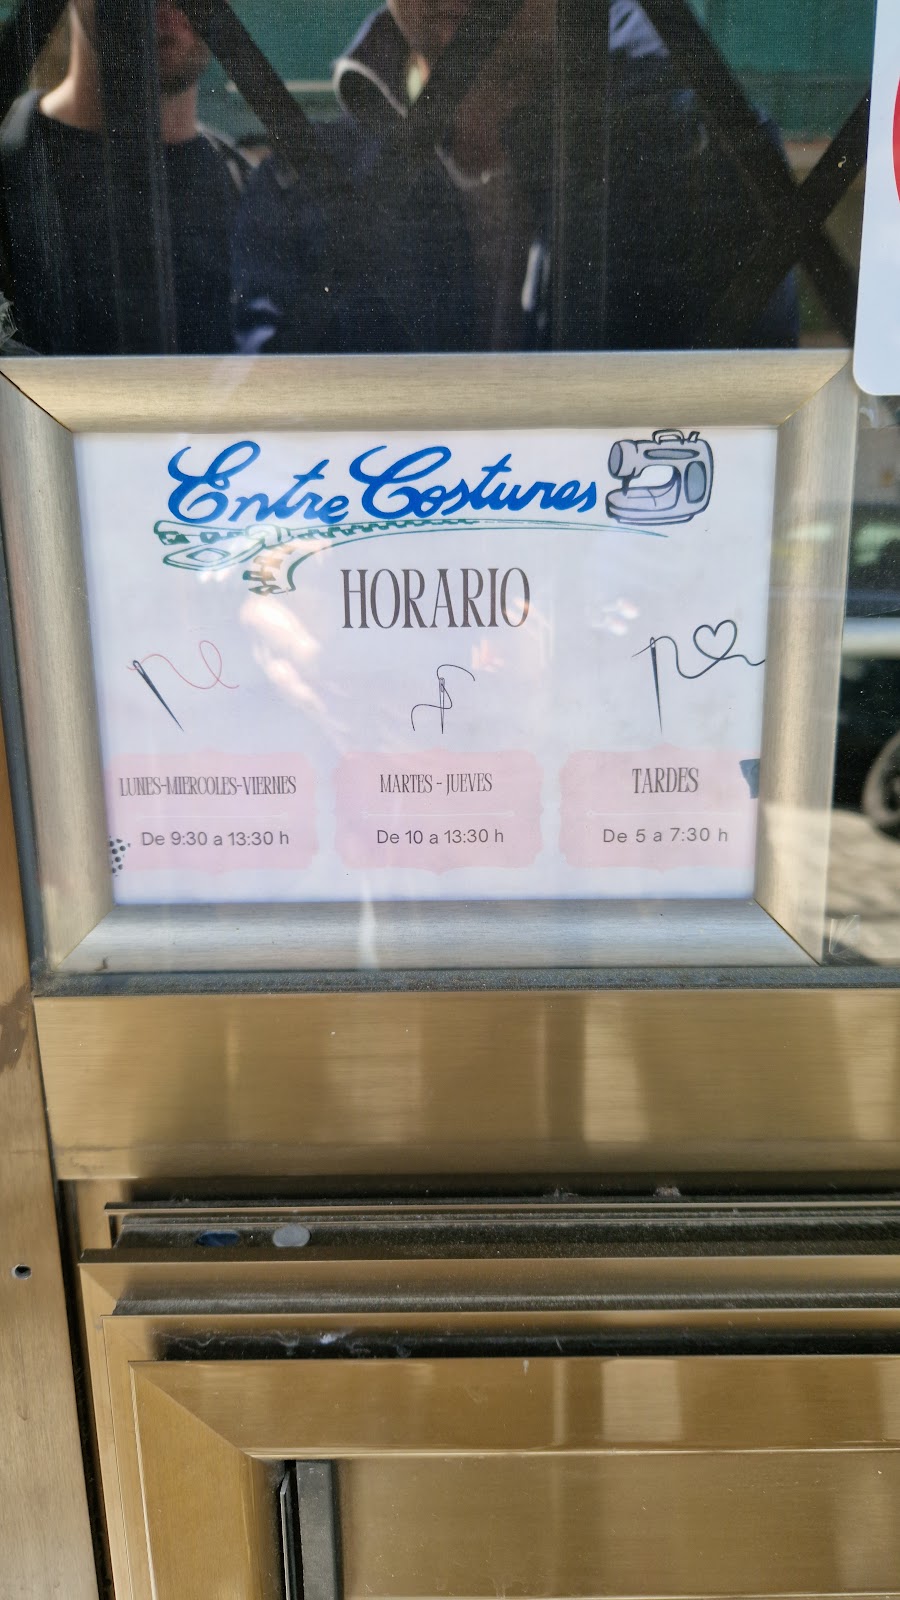 Entre Costures
HORARIO
LUNES-MIERCOLES-VIERNES
De 9:30 a 13:30 h
MARTES - JUEVES
De 10 a 13:30 h
TARDES
De 5 a 7:30 h